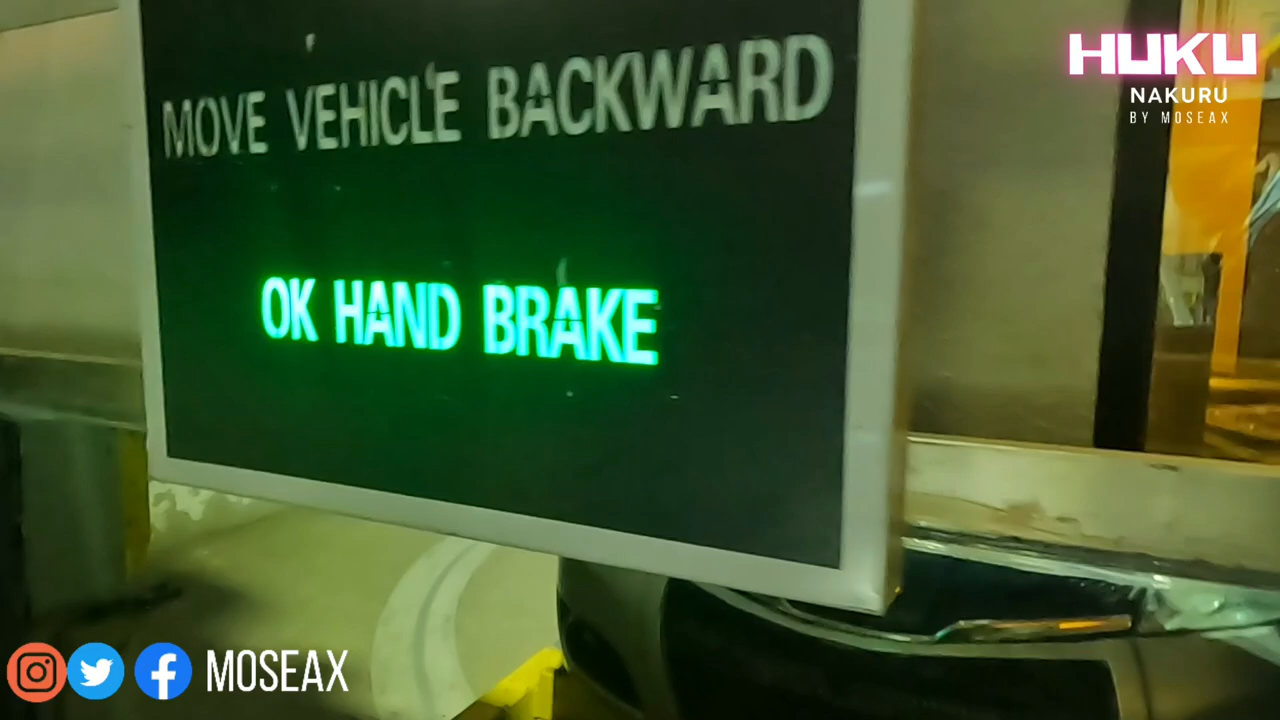 HUKU
NAKURU
BY MOSEAX
MOVE VEHICLE BACKWARD
OK HAND BRAKE
MOSEAX